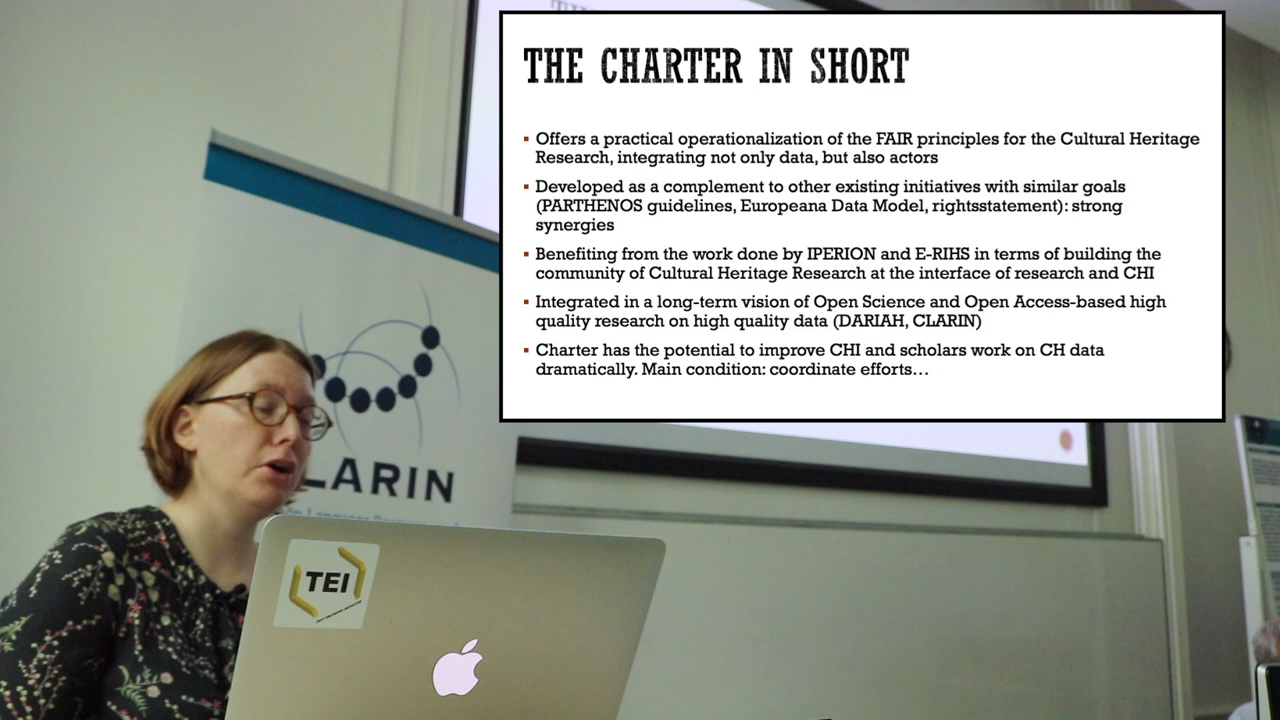 THE CHARTER IN SHORT
Offers a practical operationalization of the FAIR principles for the Cultural Heritage
Research, integrating not only data, but also actors
Developed as a complement to other existing initiatives with similar goals
(PARTHENOS guidelines, Europeana Data Model, rightsstatement): strong
synergies
Benefiting from the work done by IPERION and E-RIHS in terms of building the
community of Cultural Heritage Research at the interface of research and CHI
Integrated in a long-term vision of Open Science and Open Access-based high
quality research on high quality data (DARIAH, CLARIN)
Charter has the potential to improve CHI and scholars work on CH data
dramatically. Main condition: coordinate efforts…
LARIN
TEI